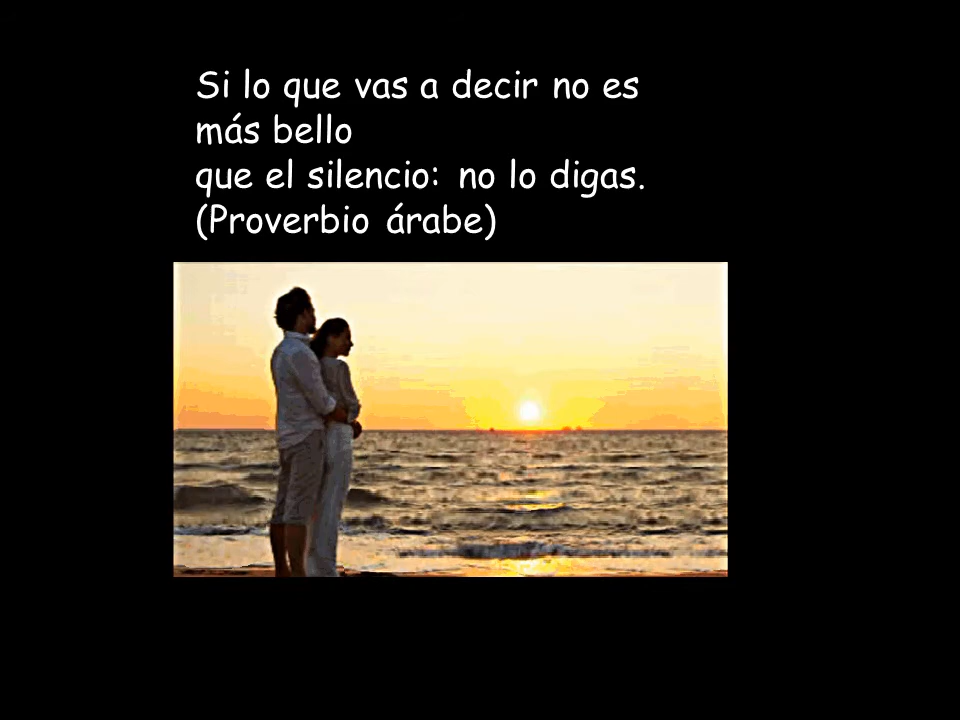 Si lo que vas a decir no es
más bello
que el silencio: no lo digas.
(Proverbio árabe)